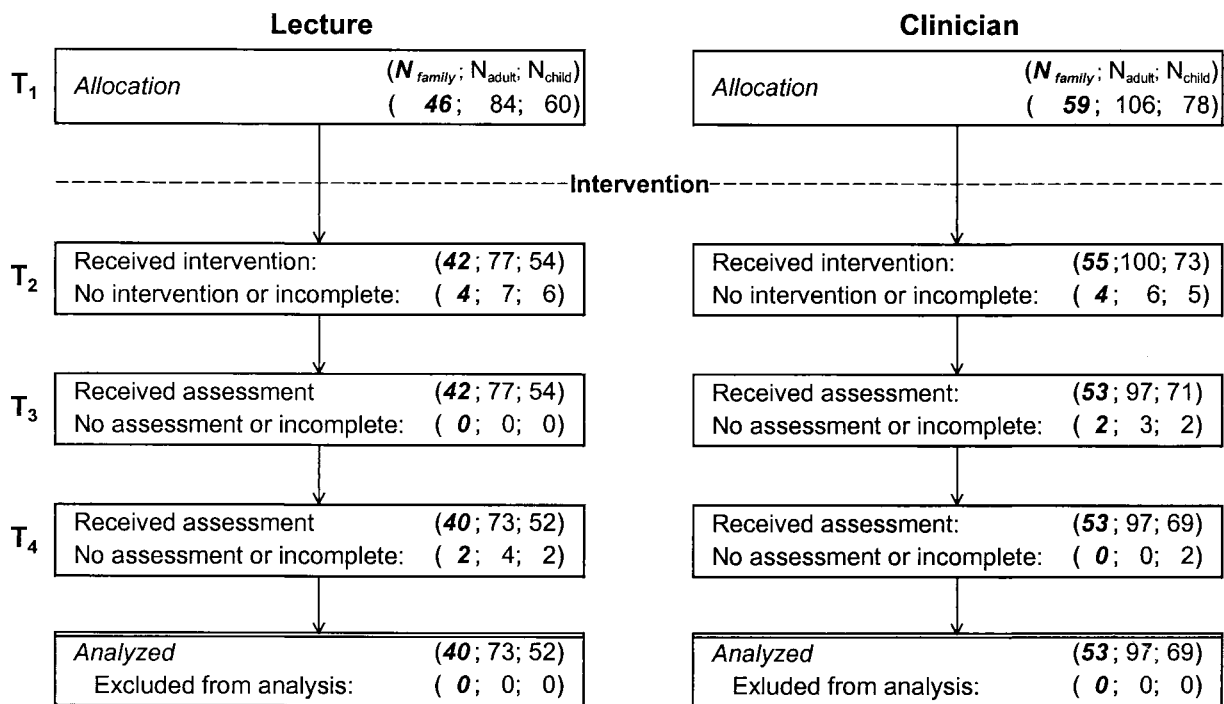 Lecture
Clinician
T1
Allocation
(N family; Nadult; Nchild)
( 46; 84; 60)
Allocation
(N family; Nadult; Nchild)
( 59; 106; 78)
Intervention
T2
Received intervention: (42; 77; 54)
No intervention or incomplete: ( 4; 7; 6)
Received intervention: (55;100; 73)
No intervention or incomplete: ( 4; 6; 5)
T3
Received assessment (42; 77; 54)
No assessment or incomplete: ( 0; 0; 0)
Received assessment: (53; 97; 71)
No assessment or incomplete: ( 2; 3; 2)
T4
Received assessment (40; 73; 52)
No assessment or incomplete: ( 2; 4; 2)
Received assessment: (53; 97; 69)
No assessment or incomplete: ( 0; 0; 2)
Analyzed (40; 73; 52)
Excluded from analysis: ( 0; 0; 0)
Analyzed (53; 97; 69)
Exluded from analysis: ( 0; 0; 0)